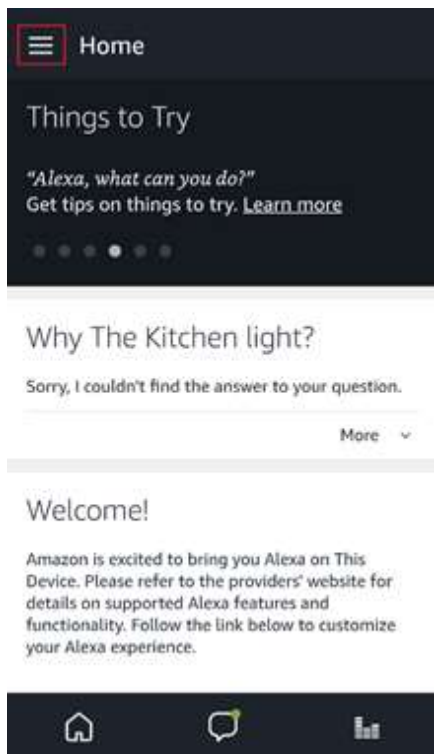 Home
Things to Try
“Alexa, what can you do?”
Get tips on things to try. Learn more
Why The Kitchen light?
Sorry, I couldn't find the answer to your question.
More
Welcome!
Amazon is excited to bring you Alexa on This
Device. Please refer to the providers' website for
details on supported Alexa features and
functionality. Follow the link below to customize
your Alexa experience.